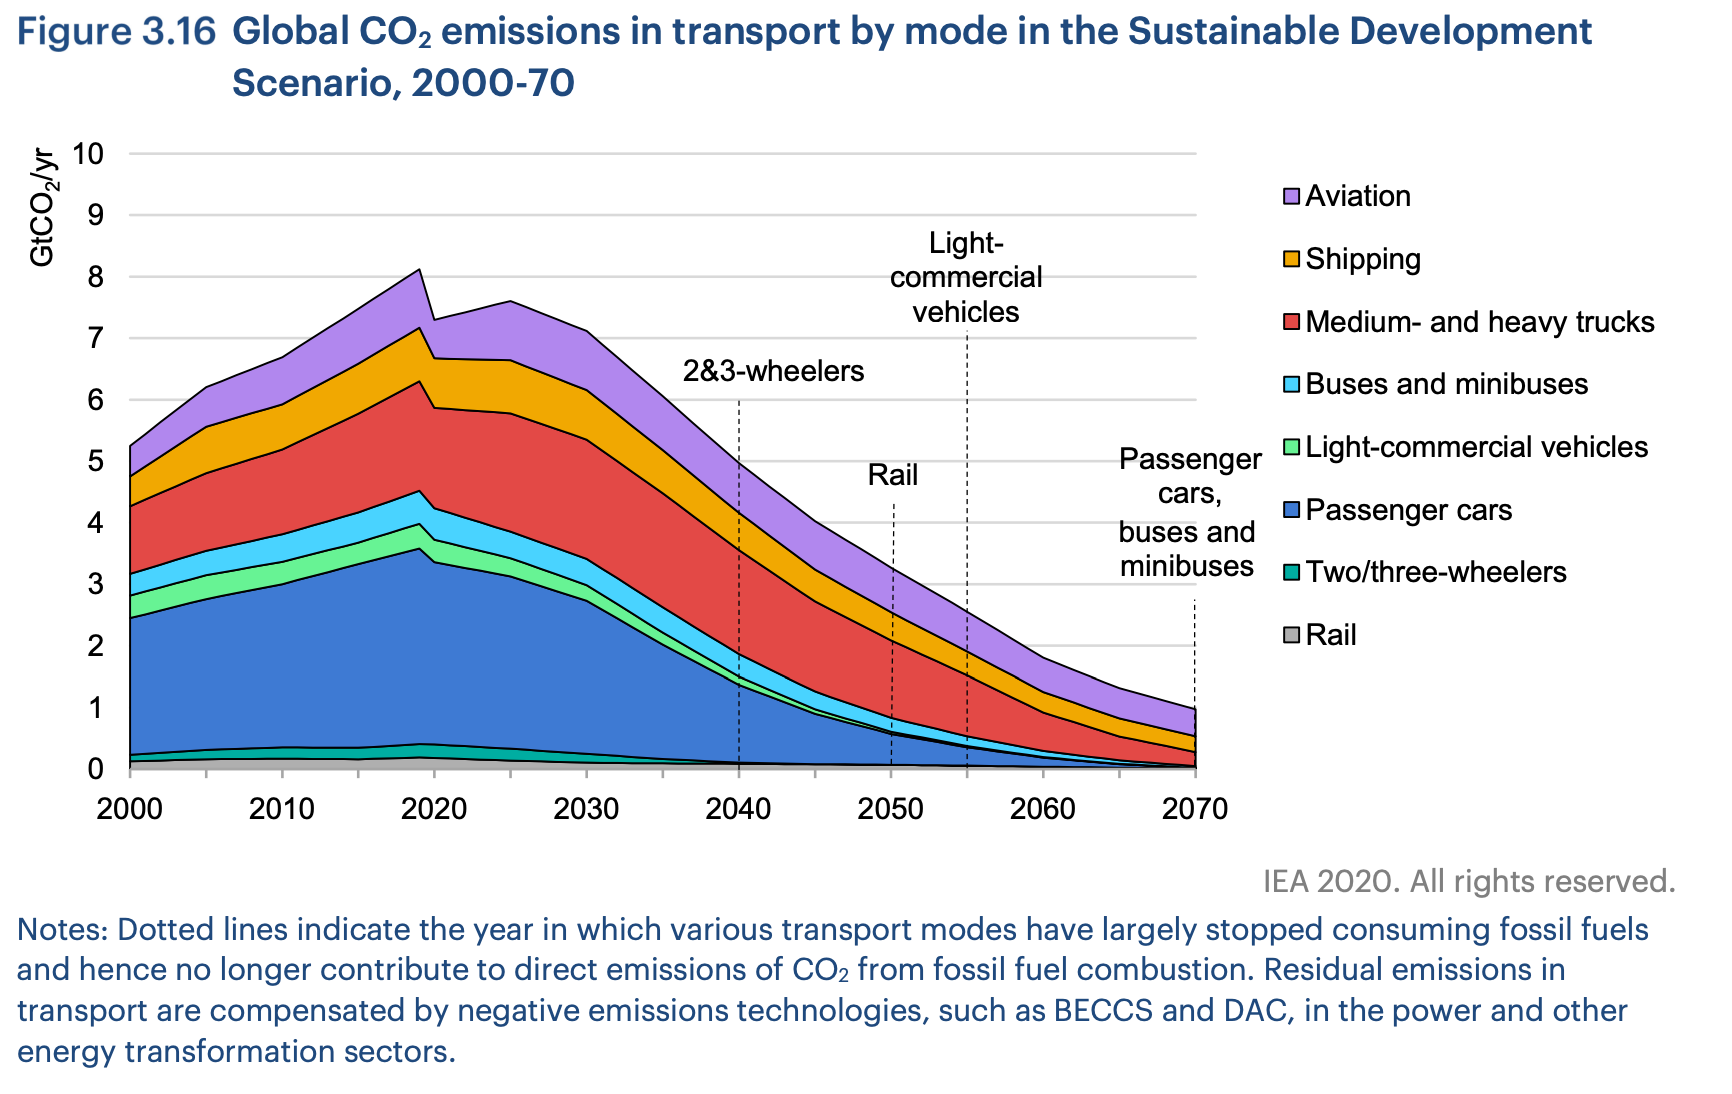 Figure 3.16 Global CO₂ emissions in transport by mode in the Sustainable Development
Scenario, 2000-70
GtCO₂/yr
10
9
8
7
6
5
4
3
2
1
0
2000 2010 2020 2030 2040 2050 2060 2070
2&3-wheelers
Rail
Light-
commercial
vehicles
Passenger
cars,
buses and
minibuses
Aviation
Shipping
Medium- and heavy trucks
Buses and minibuses
Light-commercial vehicles
Passenger cars
Two/three-wheelers
Rail
IEA 2020. All rights reserved.
Notes: Dotted lines indicate the year in which various transport modes have largely stopped consuming fossil fuels
and hence no longer contribute to direct emissions of CO₂ from fossil fuel combustion. Residual emissions in
transport are compensated by negative emissions technologies, such as BECCS and DAC, in the power and other
energy transformation sectors.